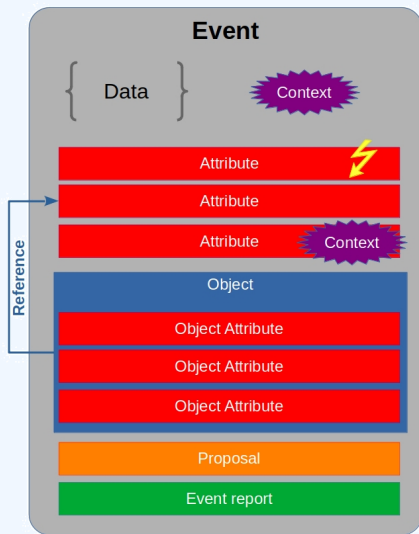 Event
{ Data }
Context
Attribute
Attribute
Attribute
Context
Reference
Object
Object Attribute
Object Attribute
Object Attribute
Proposal
Event report